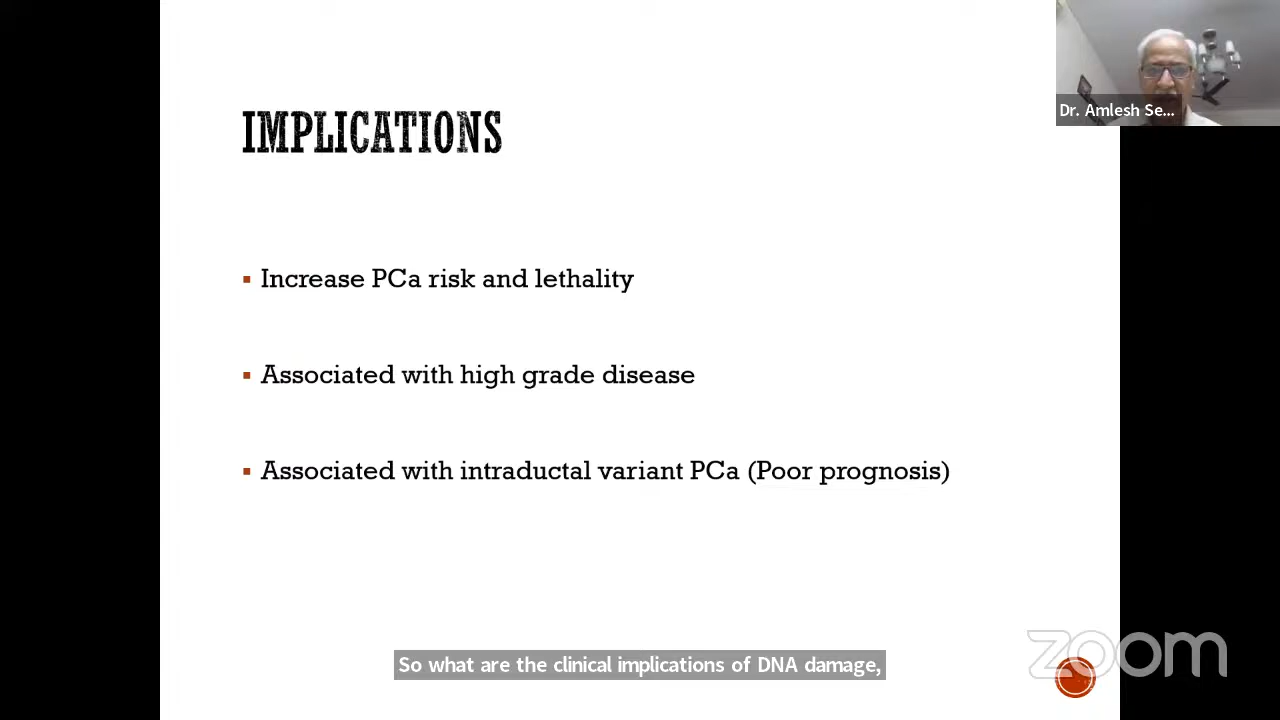 Dr. Amlesh Se...
IMPLICATIONS
▪ Increase PCa risk and lethality
▪ Associated with high grade disease
▪ Associated with intraductal variant PCa (Poor prognosis)
So what are the clinical implications of DNA damage,
zoom